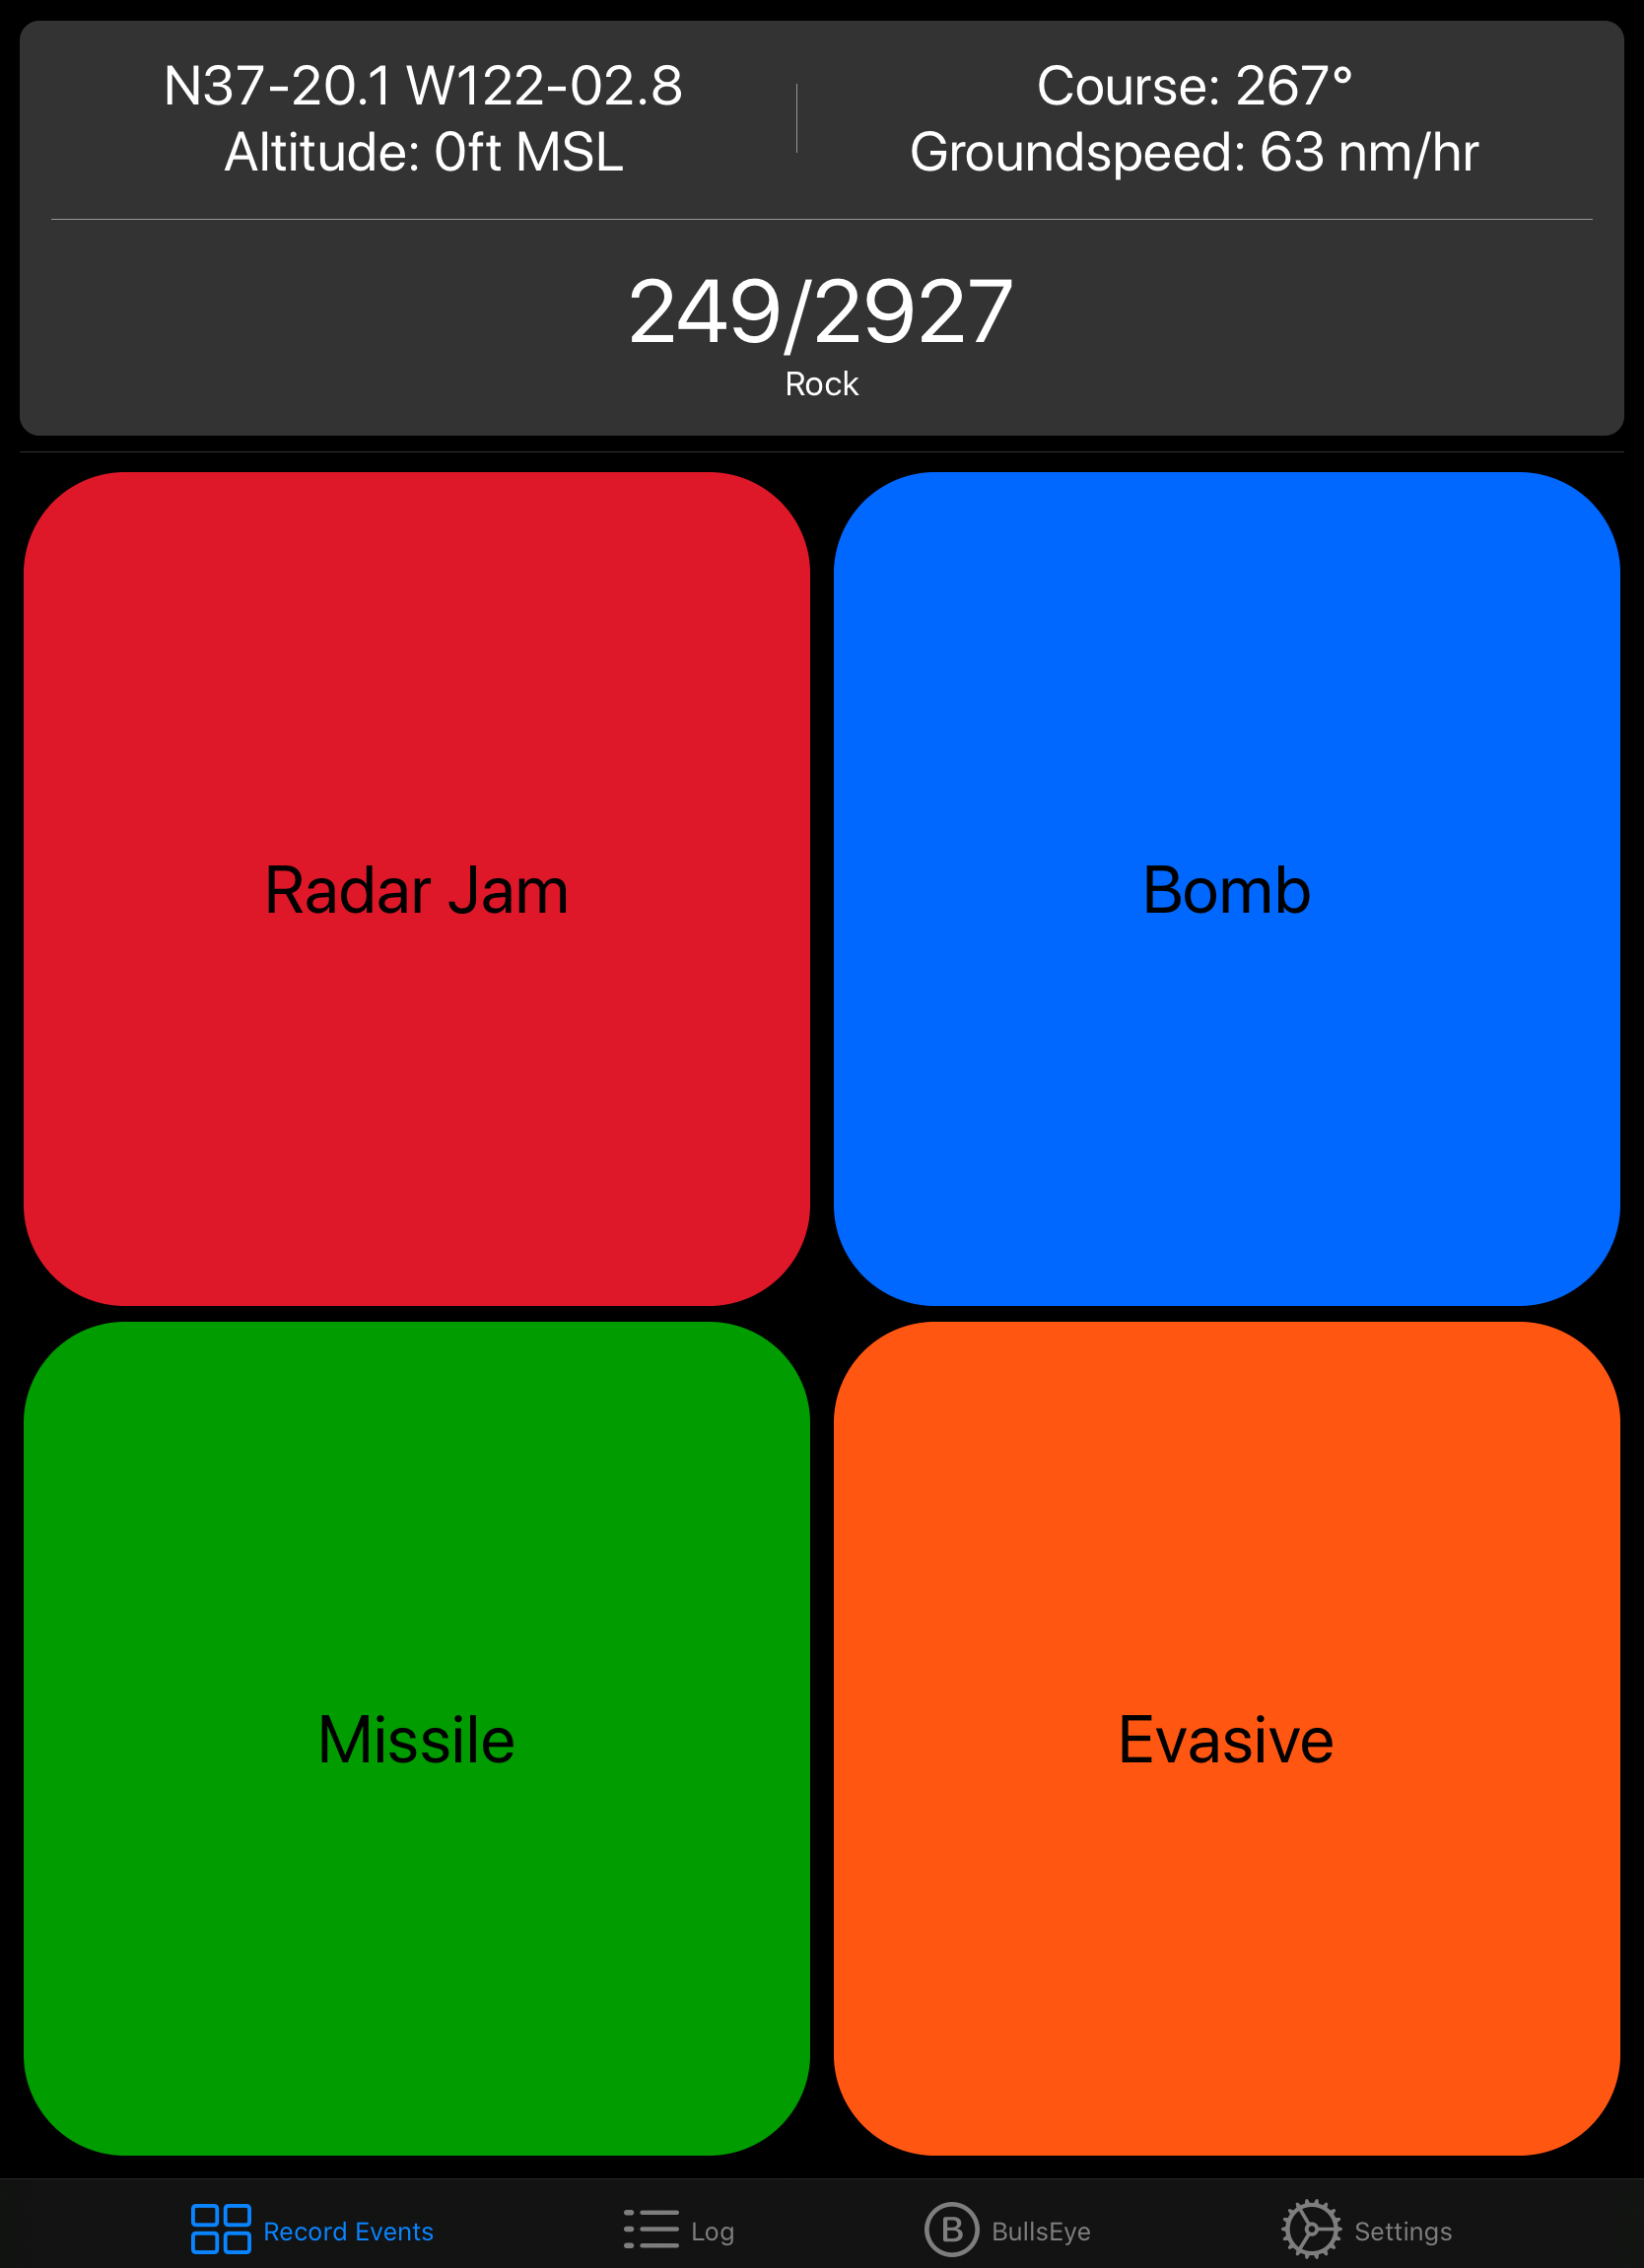 N37-20.1 W122-02.8
Altitude: 0ft MSL
Course: 267°
Groundspeed: 63 nm/hr
249/2927
Rock
Radar Jam
Bomb
Missile
Evasive
Record Events
Log
B BullsEye
Settings